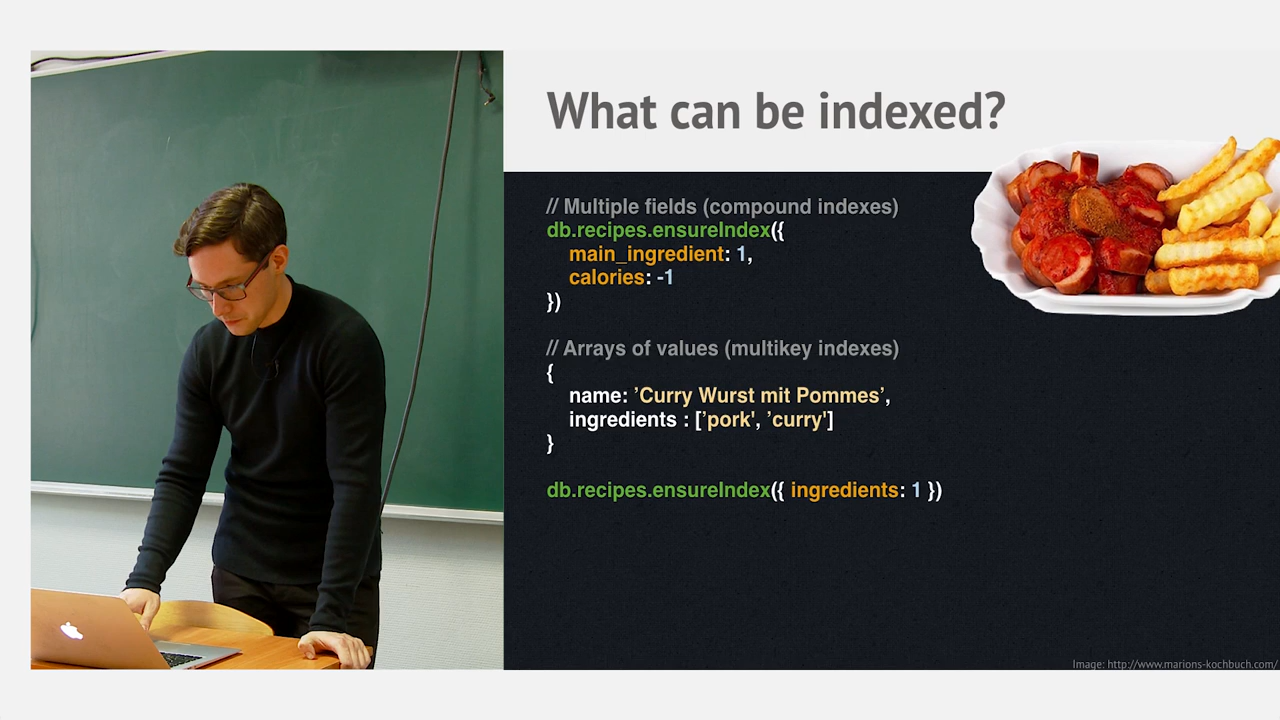 What can be indexed?
// Multiple fields (compound indexes)
db.recipes.ensureIndex({
    main_ingredient: 1,
    calories: -1
})
// Arrays of values (multikey indexes)
{
    name: ’Curry Wurst mit Pommes’,
    ingredients : [’pork', ’curry']
}
db.recipes.ensureIndex({ ingredients: 1 })
Image: http://www.marions-kochbuch.com/